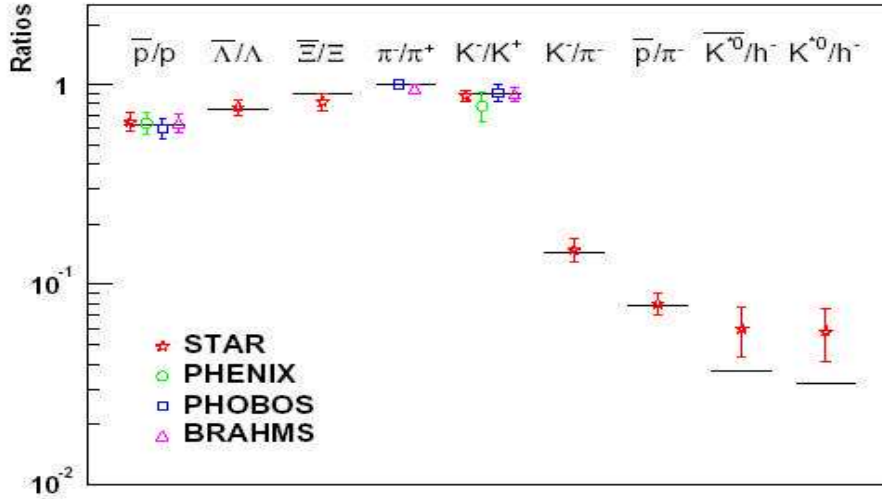 Ratios
p̅/p Λ̅/Λ Ξ̅/Ξ π⁻/π⁺ K⁻/K⁺ K⁻/π⁻ p̅/π⁻ K̅*⁰/h⁻ K*⁰/h⁻
1
10⁻¹
10⁻²
STAR
PHENIX
PHOBOS
BRAHMS